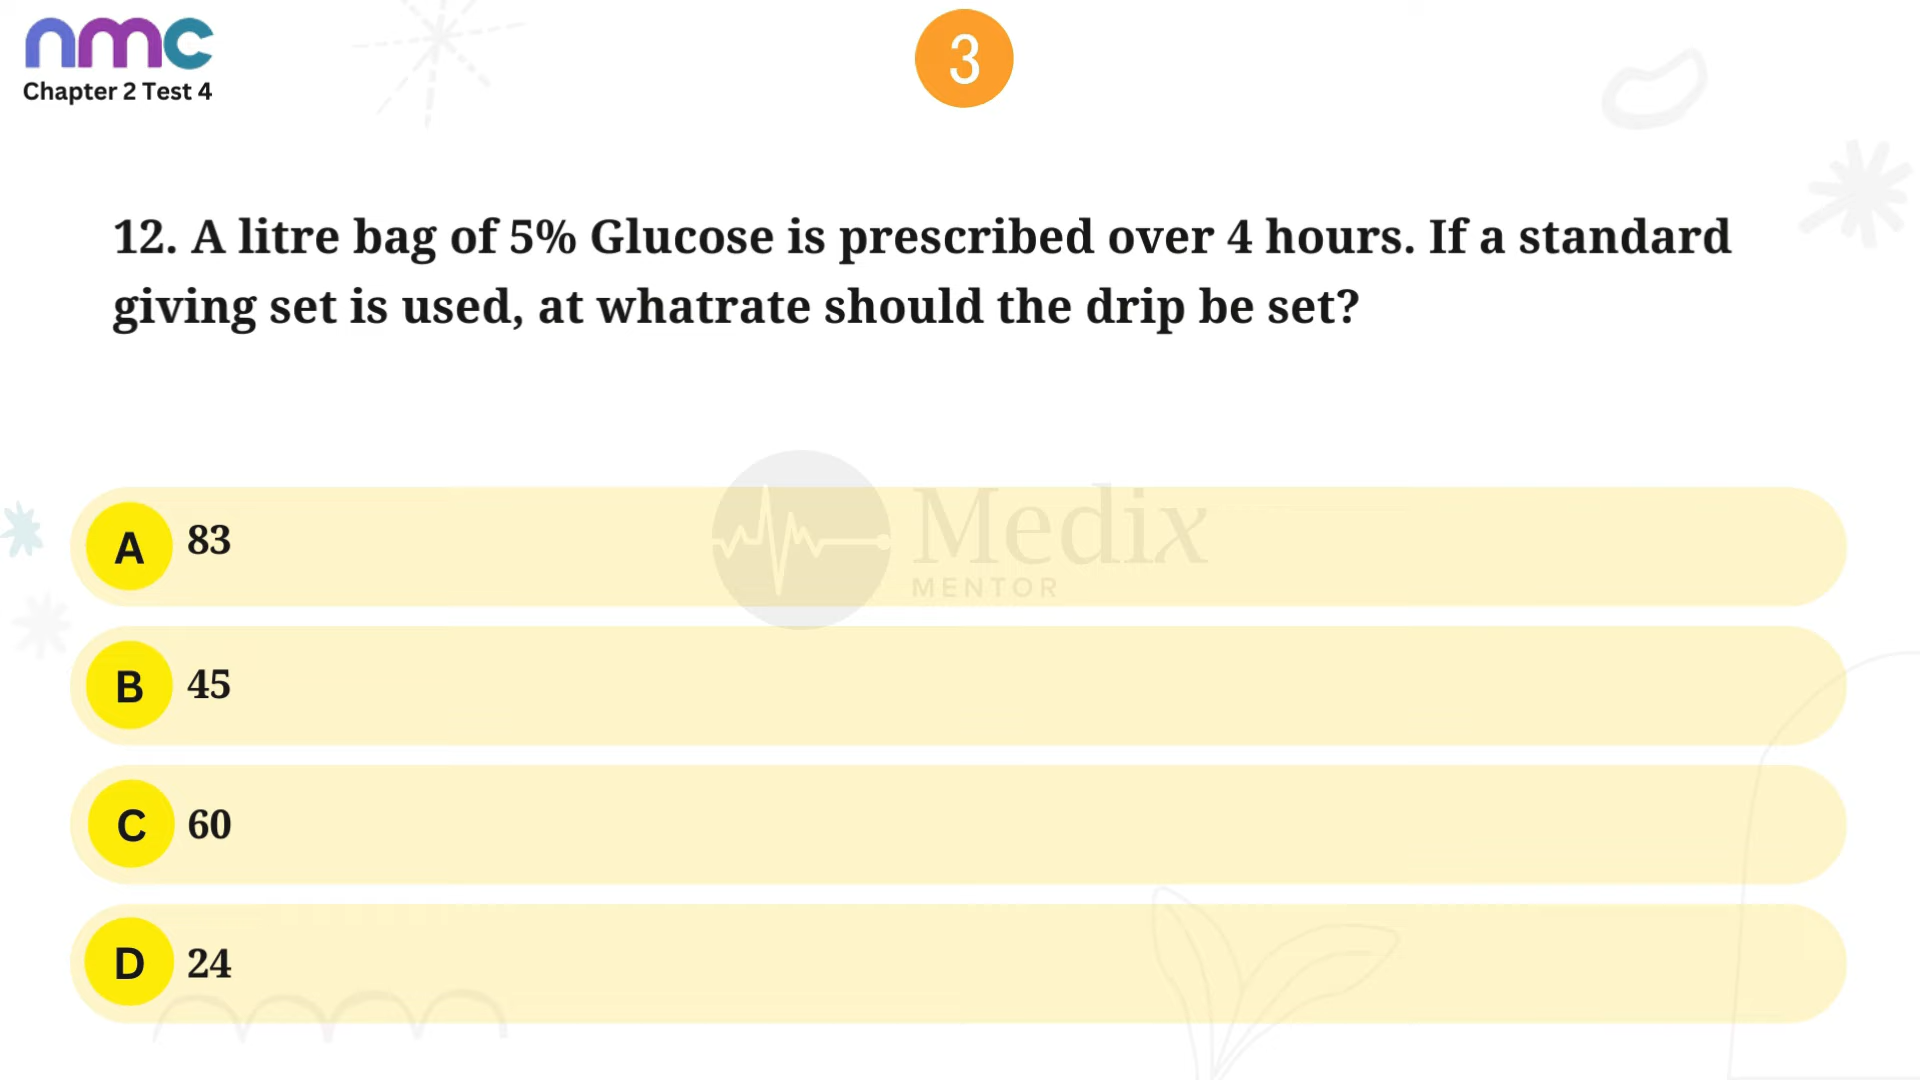 nmc
Chapter 2 Test 4
3
12. A litre bag of 5% Glucose is prescribed over 4 hours. If a standard
giving set is used, at whatrate should the drip be set?
Medix
MENTOR
A 83
B 45
C 60
D 24